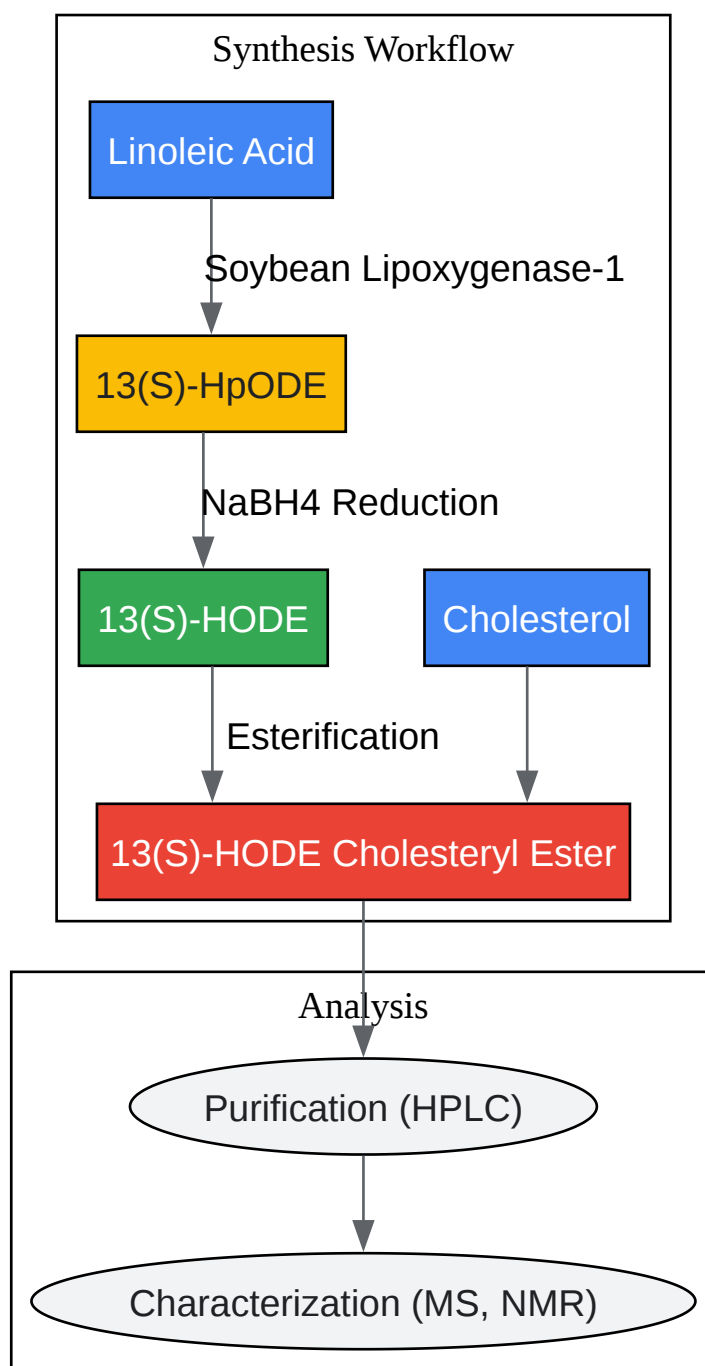 Synthesis Workflow
Linoleic Acid
Soybean Lipoxygenase-1
13(S)-HpODE
NaBH4 Reduction
13(S)-HODE
Cholesterol
Esterification
13(S)-HODE Cholesteryl Ester
Analysis
Purification (HPLC)
Characterization (MS, NMR)